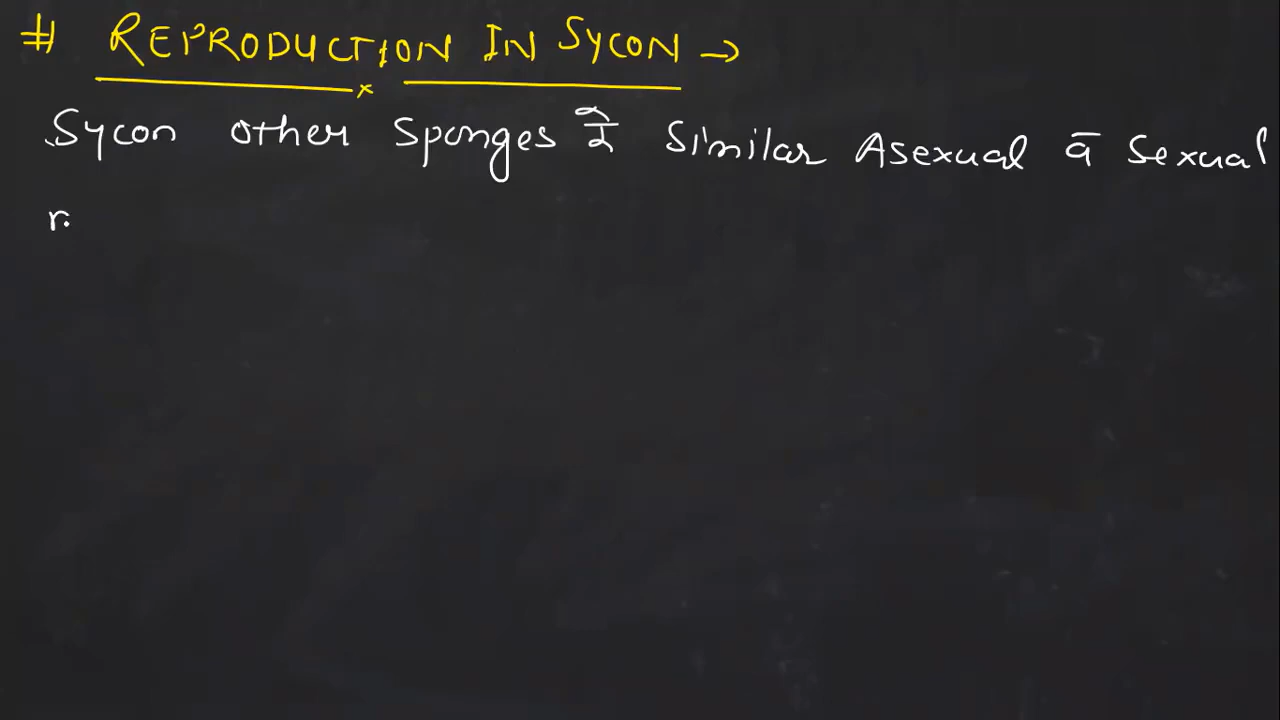 # REPRODUCTION IN SYCON →
Sycon other Sponges Similar Asexual ā Sexual
r